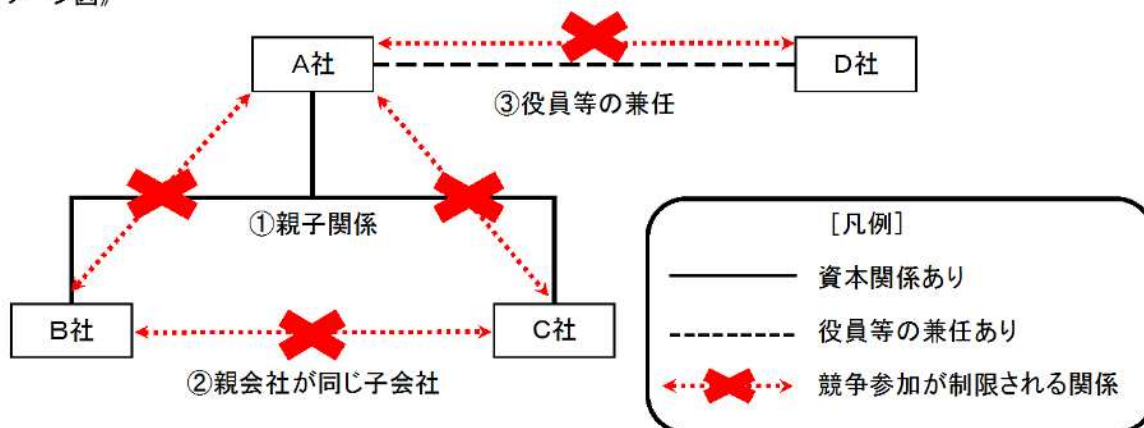 A社
D社
③役員等の兼任
①親子関係
B社
C社
②親会社が同じ子会社
［凡例］
資本関係あり
役員等の兼任あり
競争参加が制限される関係